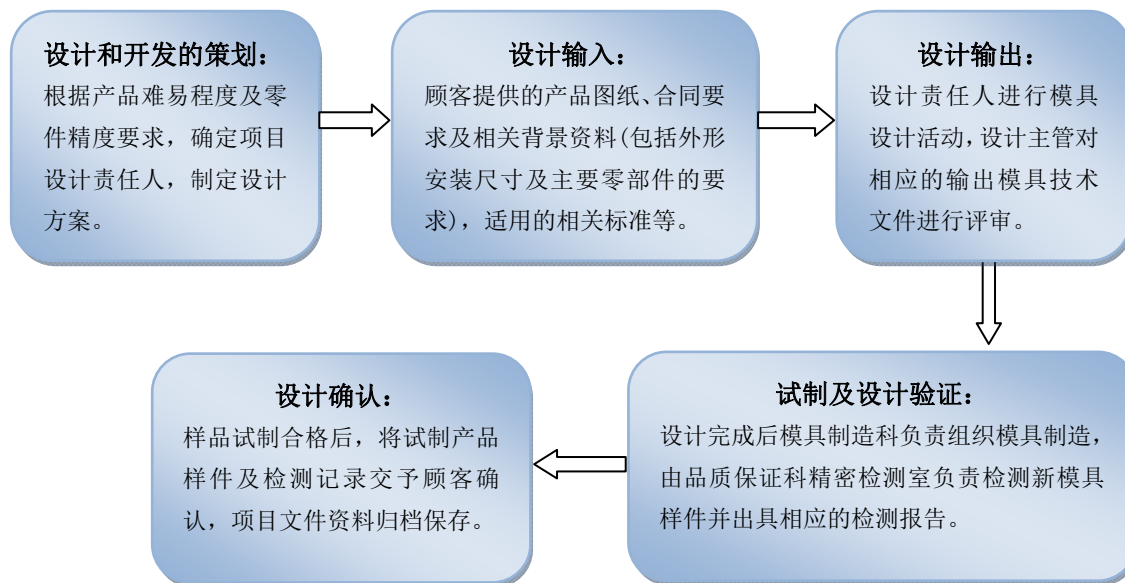 设计和开发的策划：
根据产品难易程度及零
件精度要求，确定项目
设计责任人，制定设计
方案。
设计输入：
顾客提供的产品图纸、合同要
求及相关背景资料(包括外形
安装尺寸及主要零部件的要
求)，适用的相关标准等。
设计输出：
设计责任人进行模具
设计活动，设计主管对
相应的输出模具技术
文件进行评审。
试制及设计验证：
设计完成后模具制造科负责组织模具制造，
由品质保证科精密检测室负责检测新模具
样件并出具相应的检测报告。
设计确认：
样品试制合格后，将试制产品
样件及检测记录交予顾客确
认，项目文件资料归档保存。